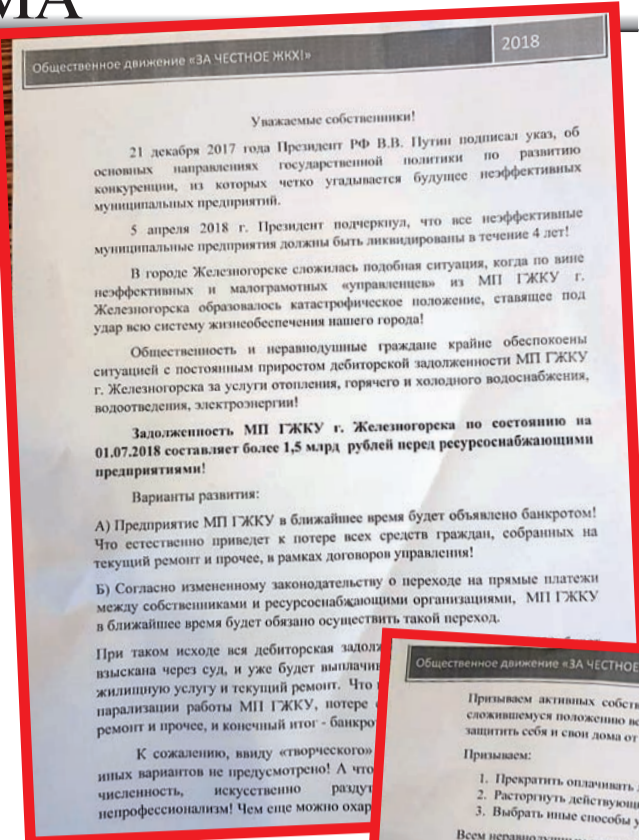 Общественное движение «ЗА ЧЕСТНОЕ ЖКХ!» 2018
Уважаемые собственники!
21 декабря 2017 года Президент РФ В.В. Путин подписал указ, об
основных направлениях государственной политики по развитию
конкуренции, из которых четко угадывается будущее неэффективных
муниципальных предприятий.
5 апреля 2018 г. Президент подчеркнул, что все неэффективные
муниципальные предприятия должны быть ликвидированы в течение 4 лет!
В городе Железногорске сложилась подобная ситуация, когда по вине
неэффективных и малограмотных «управленцев» из МП ГЖКУ г.
Железногорска образовалось катастрофическое положение, ставящее под
удар всю систему жизнеобеспечения нашего города!
Общественность и неравнодушные граждане крайне обеспокоены
ситуацией с постоянным приростом дебиторской задолженности МП ГЖКУ
г. Железногорска за услуги отопления, горячего и холодного водоснабжения,
водоотведения, электроэнергии!
Задолженность МП ГЖКУ г. Железногорска по состоянию на
01.07.2018 составляет более 1,5 млрд рублей перед ресурсоснабжающими
предприятиями!
Варианты развития:
А) Предприятие МП ГЖКУ в ближайшее время будет объявлено банкротом!
Что естественно приведет к потере всех средств граждан, собранных на
текущий ремонт и прочее, в рамках договоров управления!
Б) Согласно измененному законодательству о переходе на прямые платежи
между собственниками и ресурсоснабжающими организациями, МП ГЖКУ
в ближайшее время будет обязано осуществить такой переход.
При таком исходе вся дебиторская задол
взыскана через суд, и уже будет выплачи
жилищную услугу и текущий ремонт. Что
парализации работы МП ГЖКУ, потере
ремонт и прочее, и конечный итог - банкро
К сожалению, ввиду «творческого»
иных вариантов не предусмотрено! А что
численность, искусственно раздут
непрофессионализм! Чем еще можно охар
Общественное движение «ЗА ЧЕСТНОЕ
Призываем активных собств
сложившемуся положению в
защитить себя и свои дома от
Призываем:
1. Прекратить оплачивать
2. Расторгнуть действующ
3. Выбрать иные способы у